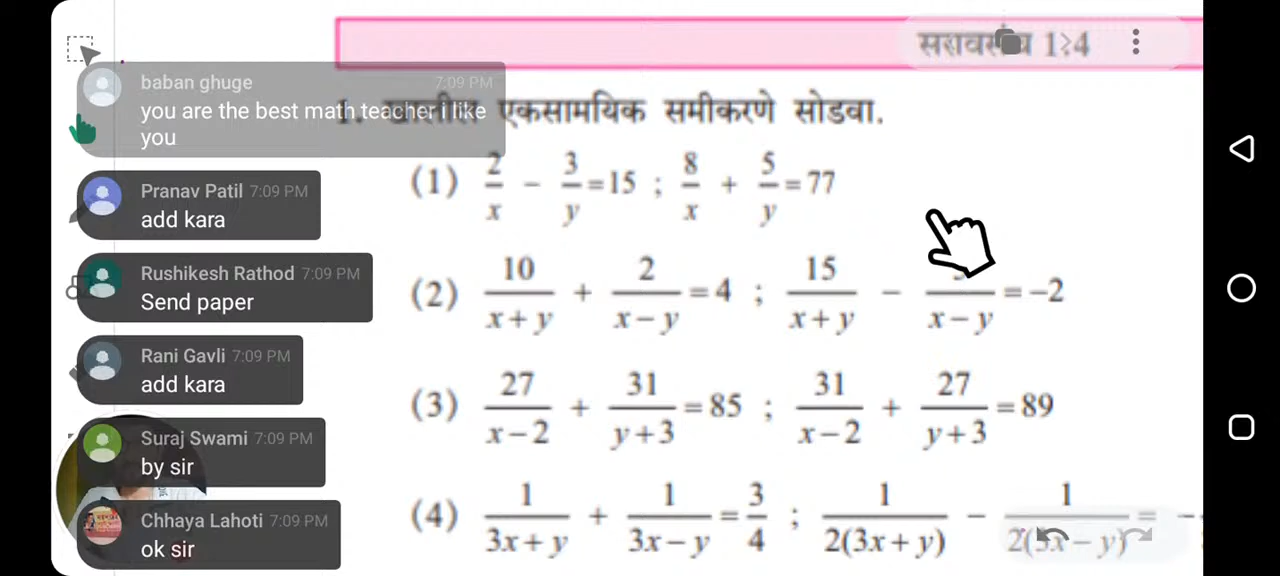 सरावसंच 1.4
baban ghuge 7:09 PM
you are the best math teacher i like
you
1. खालील एकसामयिक समीकरणे सोडवा.
Pranav Patil 7:09 PM
add kara
(1) 2/x - 3/y = 15 ; 8/x + 5/y = 77
Rushikesh Rathod 7:09 PM
Send paper
(2) 10/x+y + 2/x-y = 4 ; 15/x+y - /x-y = -2
Rani Gavli 7:09 PM
add kara
(3) 27/x-2 + 31/y+3 = 85 ; 31/x-2 + 27/y+3 = 89
Suraj Swami 7:09 PM
by sir
(4) 1/3x+y + 1/3x-y = 3/4 ; 1/2(3x+y) - 1/2(3x-y) = -
Chhaya Lahoti 7:09 PM
ok sir